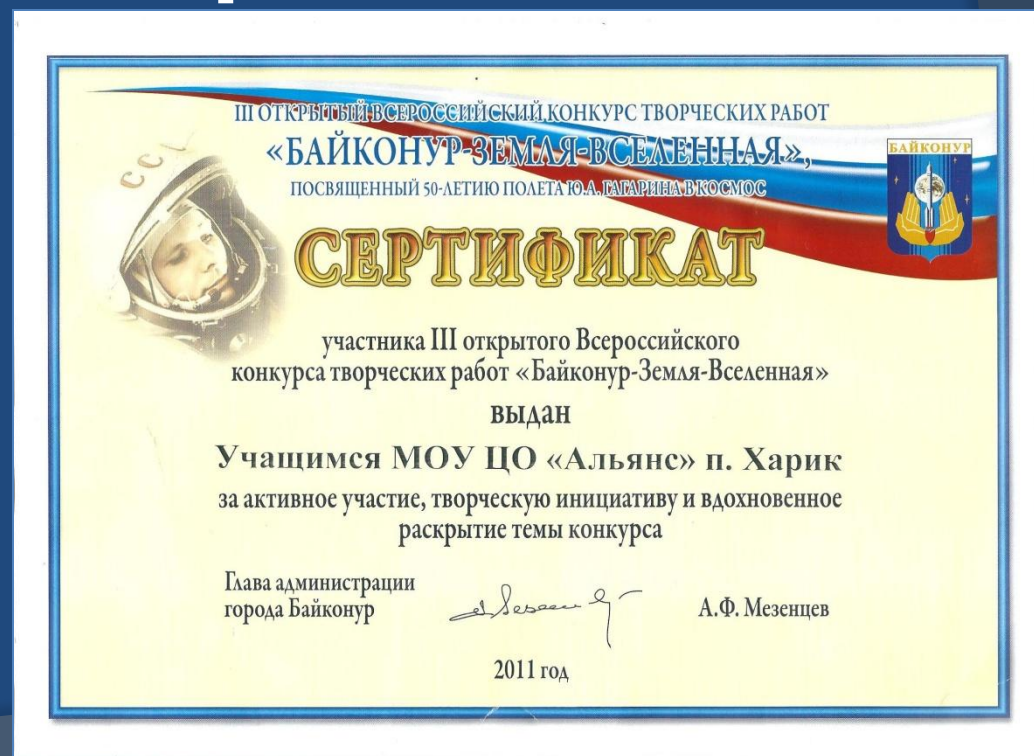 III ОТКРЫТЫЙ ВСЕРОССИЙСКИЙ КОНКУРС ТВОРЧЕСКИХ РАБОТ
«БАЙКОНУР-ЗЕМЛЯ-ВСЕЛЕННАЯ»,
ПОСВЯЩЕННЫЙ 50-ЛЕТИЮ ПОЛЕТА Ю.А. ГАГАРИНА В КОСМОС
БАЙКОНУР
СССР
СЕРТИФИКАТ
участника III открытого Всероссийского
конкурса творческих работ «Байконур-Земля-Вселенная»
выдан
Учащимся МОУ ЦО «Альянс» п. Харик
за активное участие, творческую инициативу и вдохновенное
раскрытие темы конкурса
Глава администрации
города Байконур
А.Ф. Мезенцев
2011 год